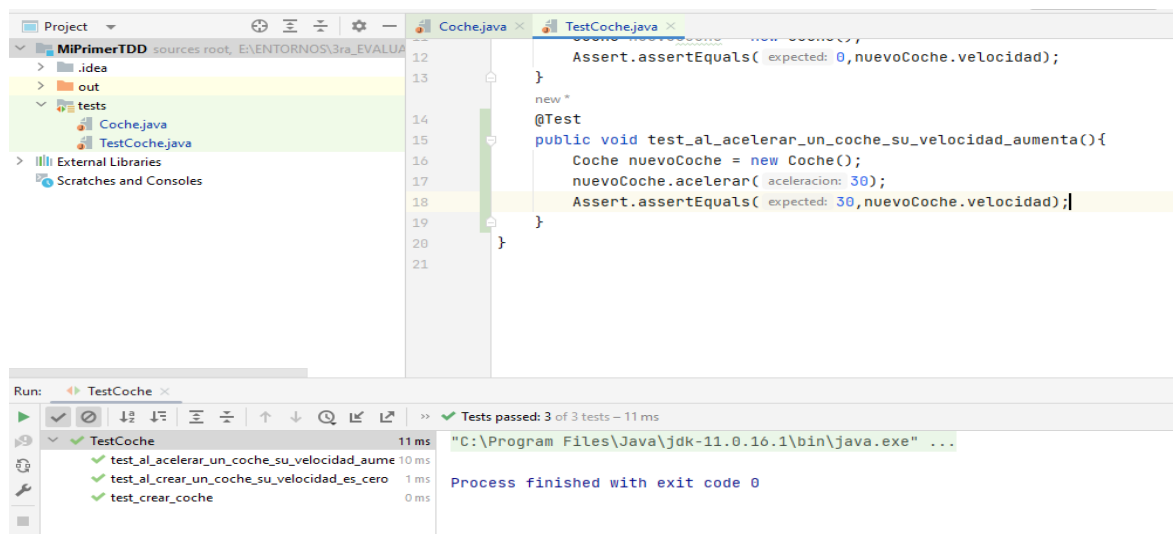 Project
Coche.java
TestCoche.java
MiPrimerTDD sources root, E:\ENTORNOS\3ra_EVALUA
.idea
out
tests
Coche.java
TestCoche.java
External Libraries
Scratches and Consoles
12 Assert.assertEquals( expected: 0,nuevoCoche.velocidad);
13 }
new *
14 @Test
15 public void test_al_acelerar_un_coche_su_velocidad_aumenta(){
16 Coche nuevoCoche = new Coche();
17 nuevoCoche.acelerar( aceleracion: 30);
18 Assert.assertEquals( expected: 30,nuevoCoche.velocidad);
19 }
20 }
21
Run: TestCoche
>> Tests passed: 3 of 3 tests – 11 ms
TestCoche 11 ms
test_al_acelerar_un_coche_su_velocidad_aume 10 ms
test_al_crear_un_coche_su_velocidad_es_cero 1 ms
test_crear_coche 0 ms
"C:\Program Files\Java\jdk-11.0.16.1\bin\java.exe" ...
Process finished with exit code 0